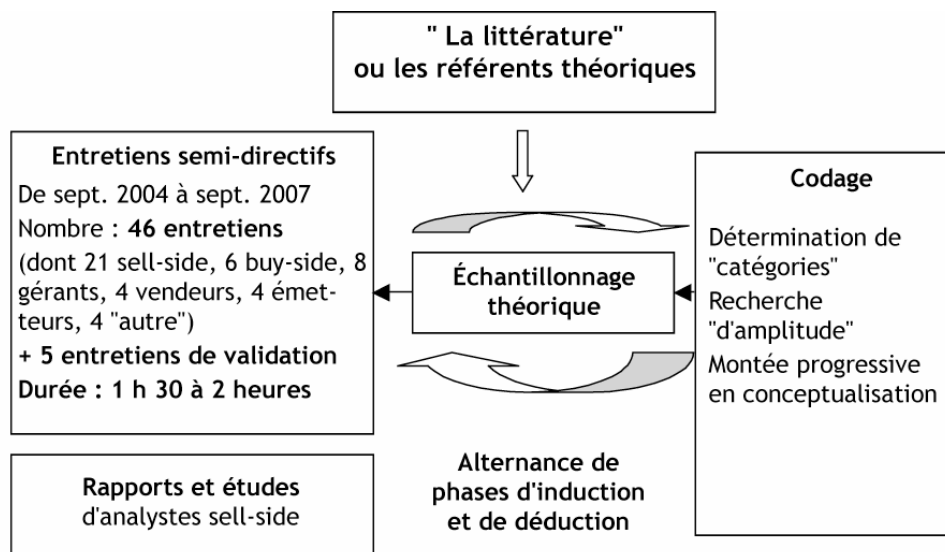 " La littérature"
ou les référents théoriques
Entretiens semi-directifs
De sept. 2004 à sept. 2007
Nombre : 46 entretiens
(dont 21 sell-side, 6 buy-side, 8
gérants, 4 vendeurs, 4 émet-
teurs, 4 "autre")
+ 5 entretiens de validation
Durée : 1 h 30 à 2 heures
Rapports et études
d'analystes sell-side
Échantillonnage
théorique
Alternance de
phases d'induction
et de déduction
Codage
Détermination de
"catégories"
Recherche
"d'amplitude"
Montée progressive
en conceptualisation